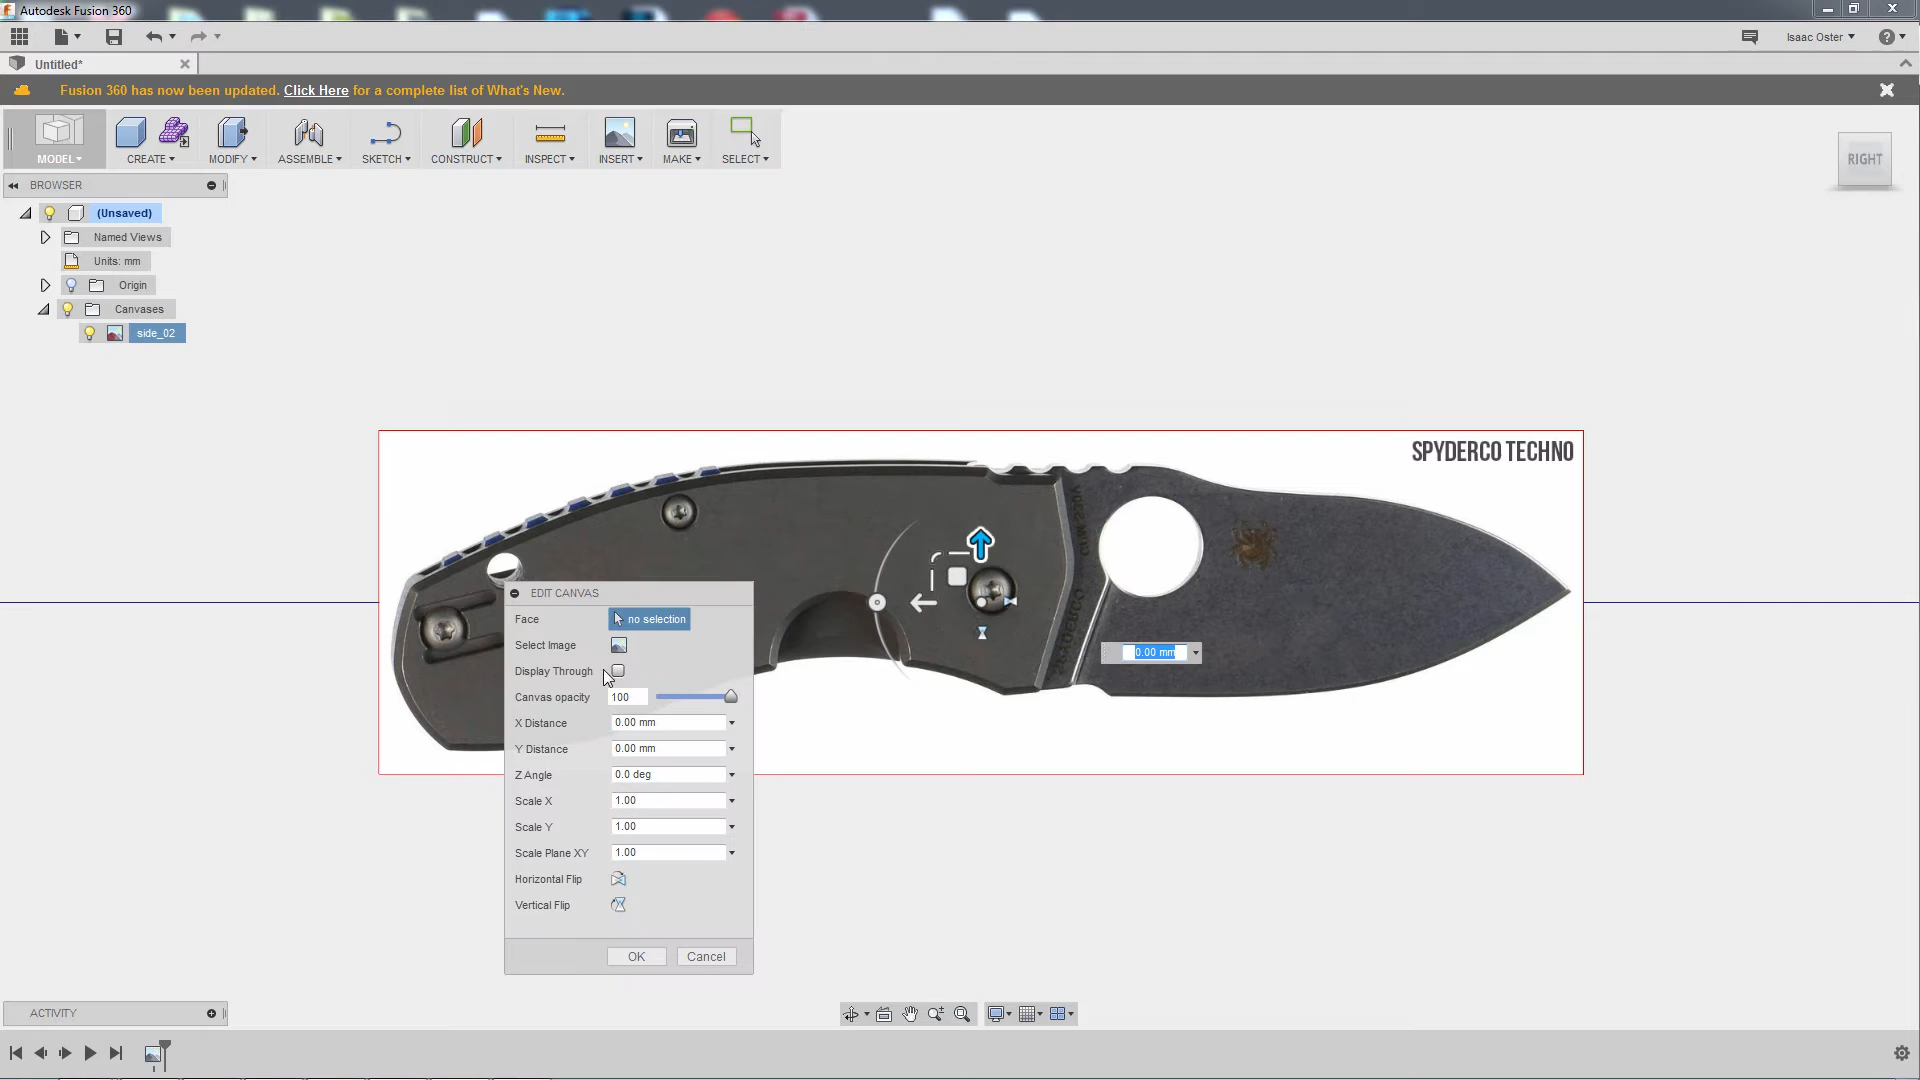 Autodesk Fusion 360
Isaac Oster
Untitled*
Fusion 360 has now been updated. Click Here for a complete list of What's New.
MODEL
CREATE
MODIFY
ASSEMBLE
SKETCH
CONSTRUCT
INSPECT
INSERT
MAKE
SELECT
RIGHT
BROWSER
(Unsaved)
Named Views
Units: mm
Origin
Canvases
side_02
SPYDERCO TECHNO
EDIT CANVAS
Face no selection
Select Image
Display Through
Canvas opacity 100
X Distance 0.00 mm
Y Distance 0.00 mm
Z Angle 0.0 deg
Scale X 1.00
Scale Y 1.00
Scale Plane XY 1.00
Horizontal Flip
Vertical Flip
OK Cancel
0.00 mm
ACTIVITY